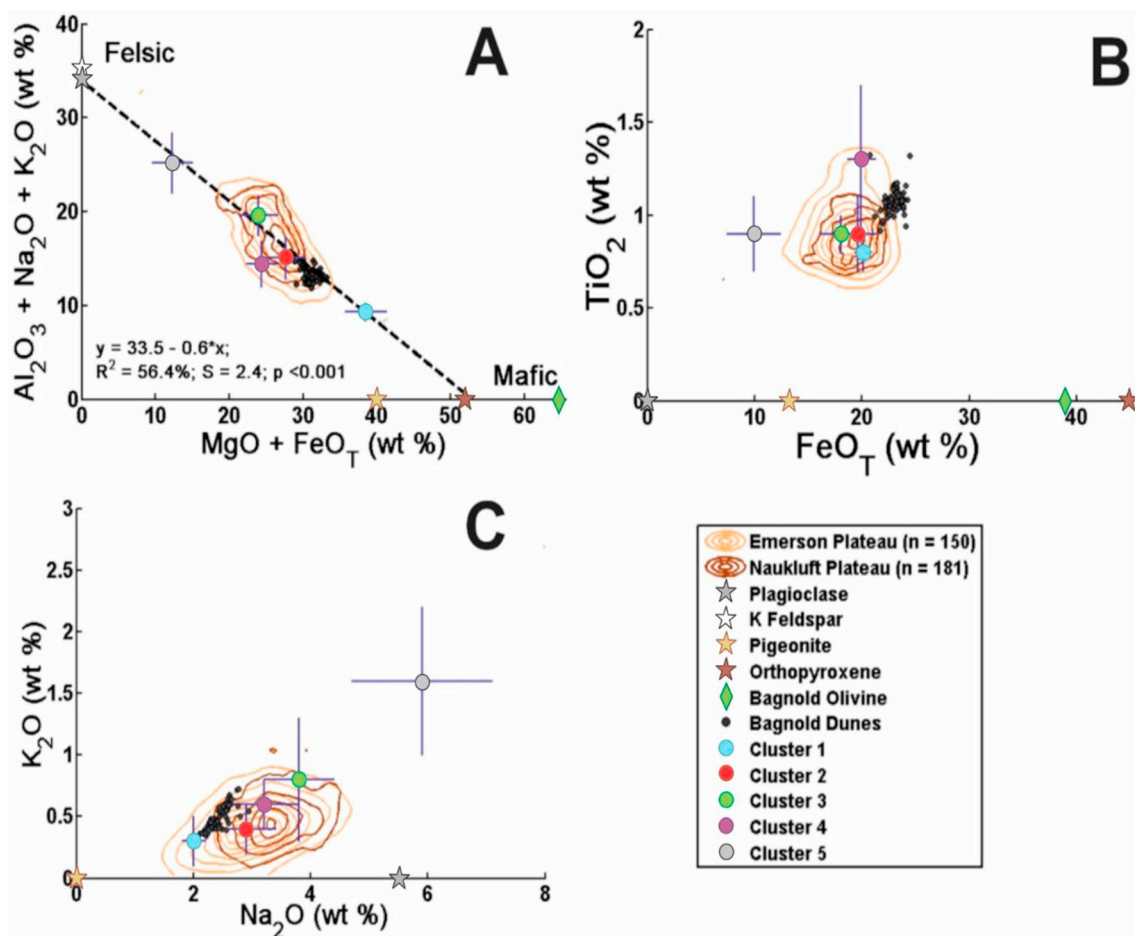 A
Al2O3 + Na2O + K2O (wt %)
40
30
20
10
0
Felsic
Mafic
y = 33.5 - 0.6*x;
R2 = 56.4%; S = 2.4; p <0.001
0 10 20 30 40 50 60
MgO + FeOT (wt %)
B
TiO2 (wt %)
2
1.5
1
0.5
0
0 10 20 30 40
FeOT (wt %)
C
K2O (wt %)
3
2.5
2
1.5
1
0.5
0
0 2 4 6 8
Na2O (wt %)
Emerson Plateau (n = 150)
Naukluft Plateau (n = 181)
Plagioclase
K Feldspar
Pigeonite
Orthopyroxene
Bagnold Olivine
Bagnold Dunes
Cluster 1
Cluster 2
Cluster 3
Cluster 4
Cluster 5